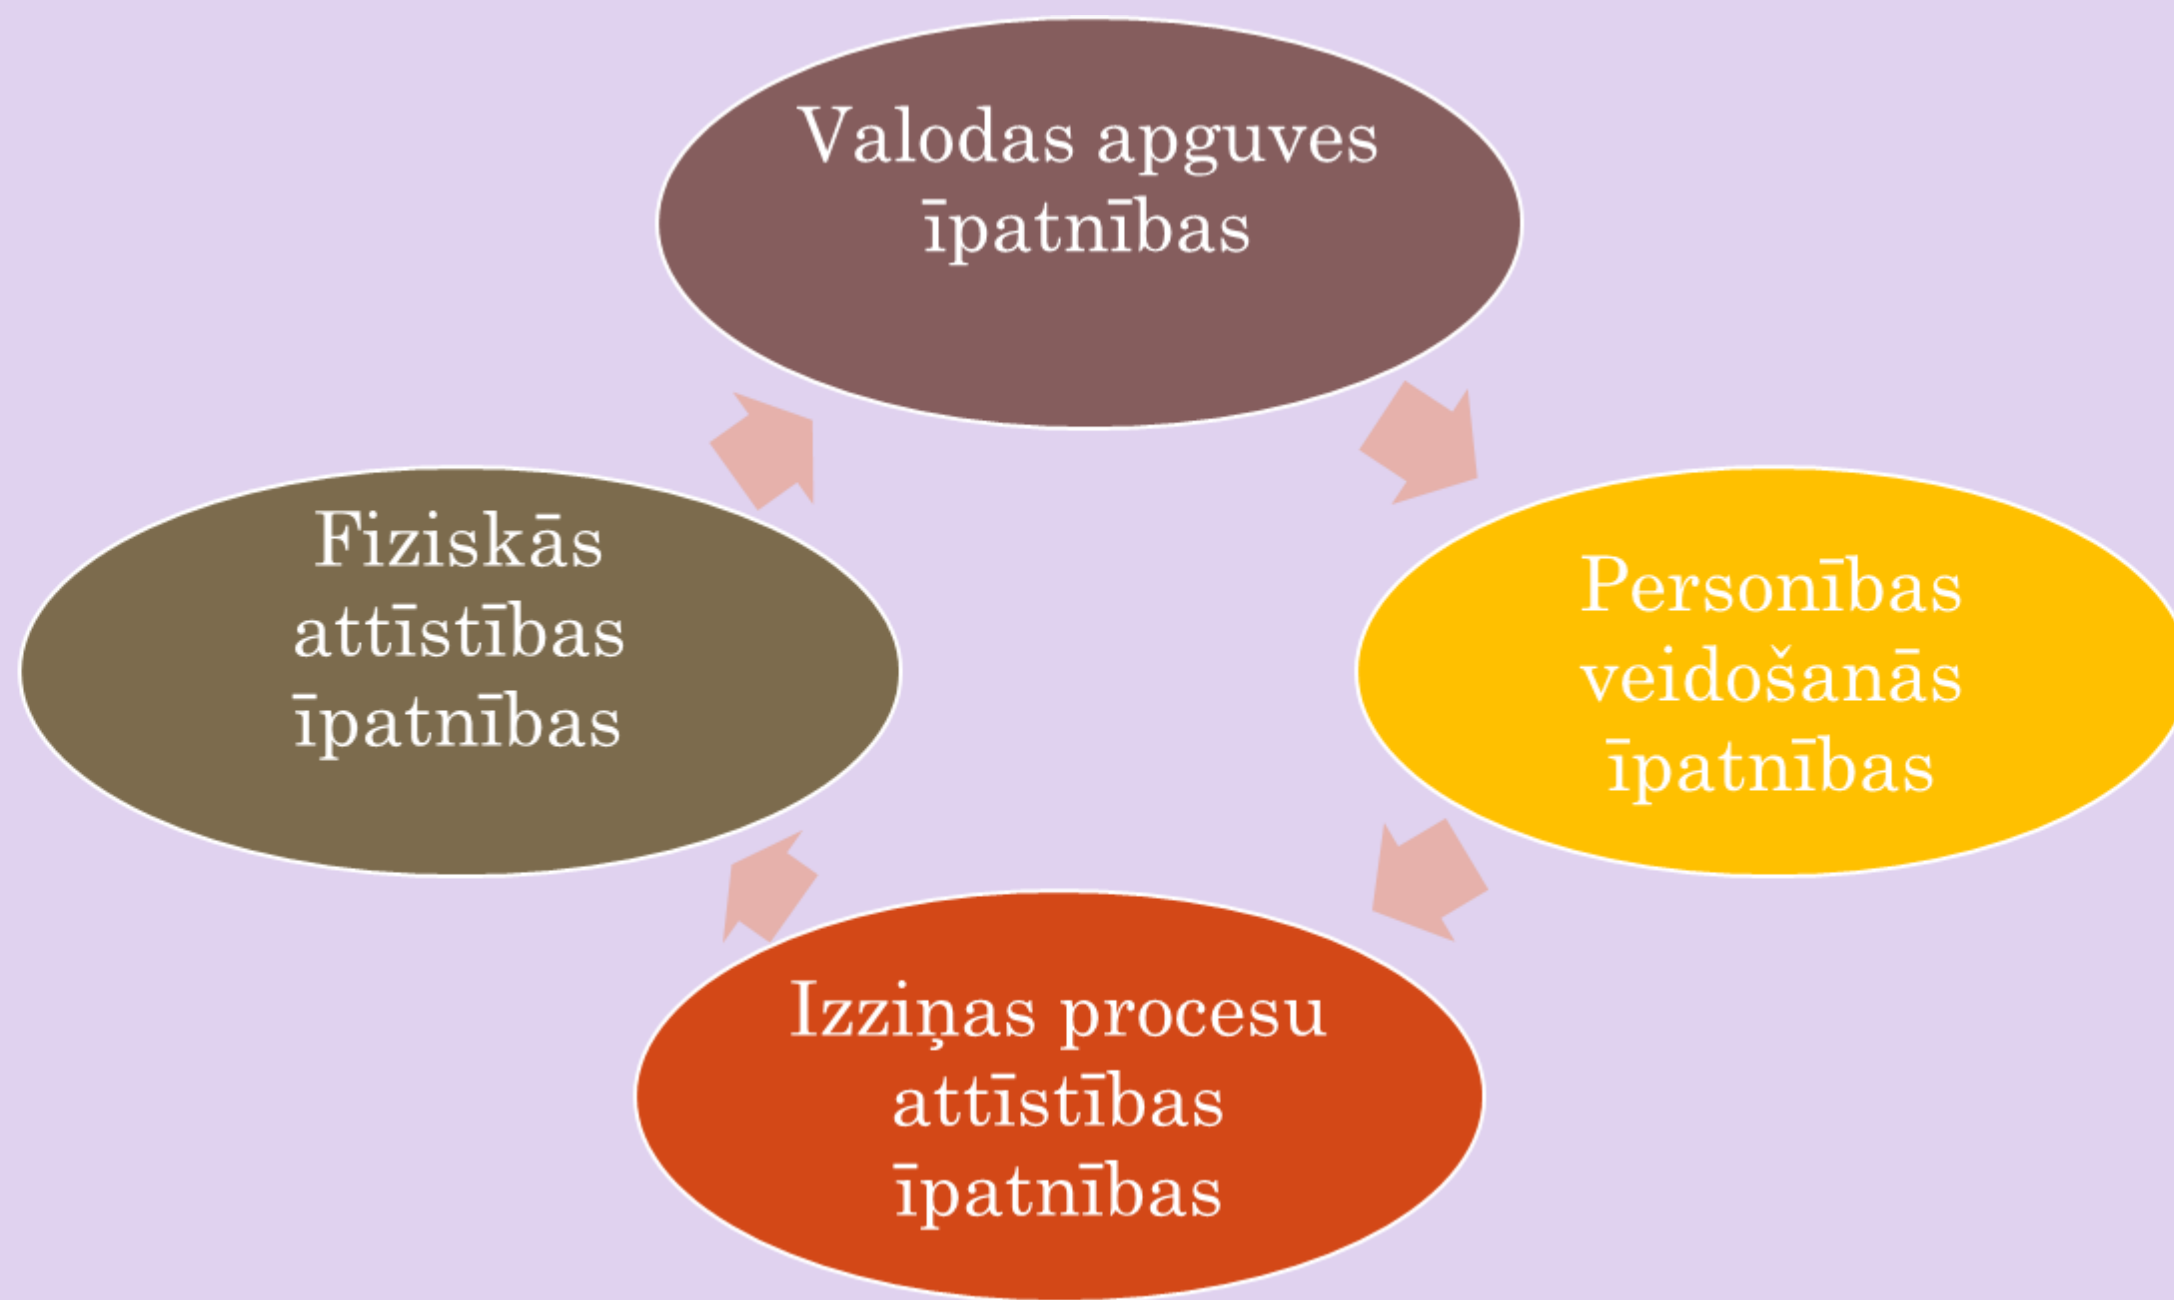 Valodas apguves
īpatnības
Fiziskās
attīstības
īpatnības
Personības
veidošanās
īpatnības
Izziņas procesu
attīstības
īpatnības